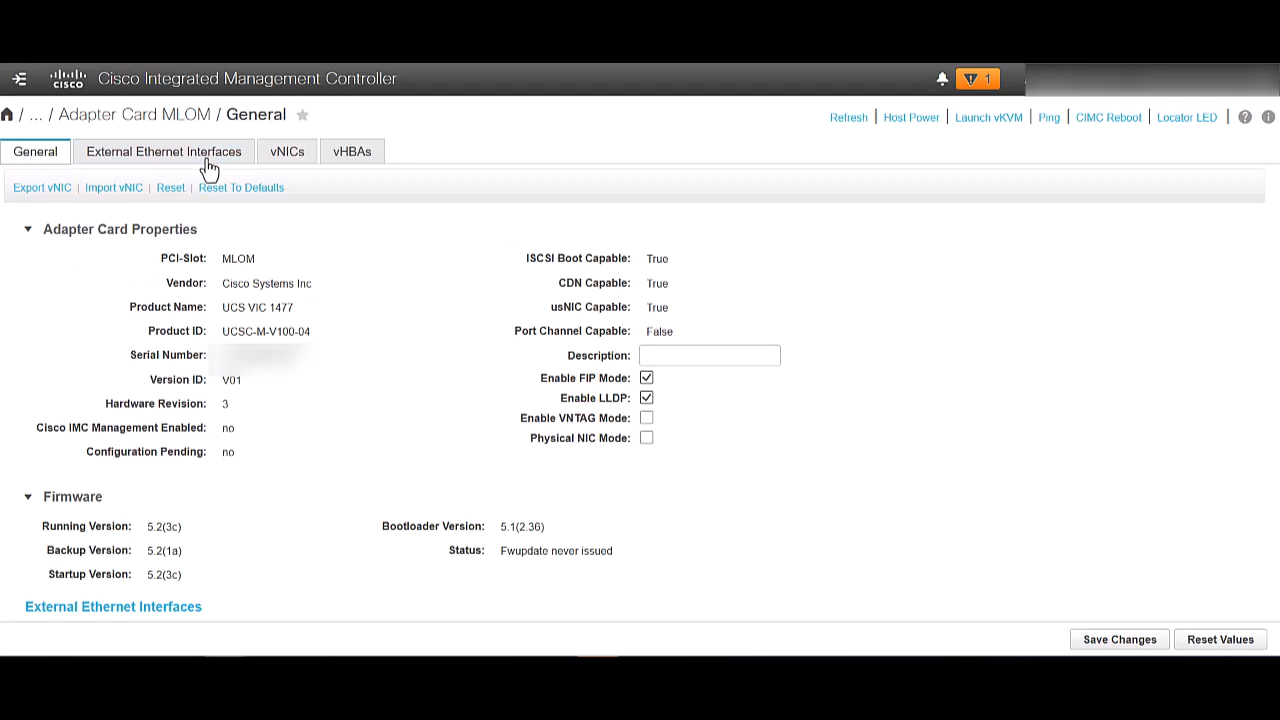 cisco Cisco Integrated Management Controller 1
/ ... / Adapter Card MLOM / General
Refresh | Host Power | Launch vKVM | Ping | CIMC Reboot | Locator LED | ? i
General External Ethernet Interfaces vNICs vHBAs
Export vNIC | Import vNIC | Reset | Reset To Defaults
Adapter Card Properties
PCI-Slot: MLOM ISCSI Boot Capable: True
Vendor: Cisco Systems Inc CDN Capable: True
Product Name: UCS VIC 1477 usNIC Capable: True
Product ID: UCSC-M-V100-04 Port Channel Capable: False
Serial Number: Description:
Version ID: V01 Enable FIP Mode:
Hardware Revision: 3 Enable LLDP:
Cisco IMC Management Enabled: no Enable VNTAG Mode:
Configuration Pending: no Physical NIC Mode:
Firmware
Running Version: 5.2(3c) Bootloader Version: 5.1(2.36)
Backup Version: 5.2(1a) Status: Fwupdate never issued
Startup Version: 5.2(3c)
External Ethernet Interfaces
Save Changes Reset Values